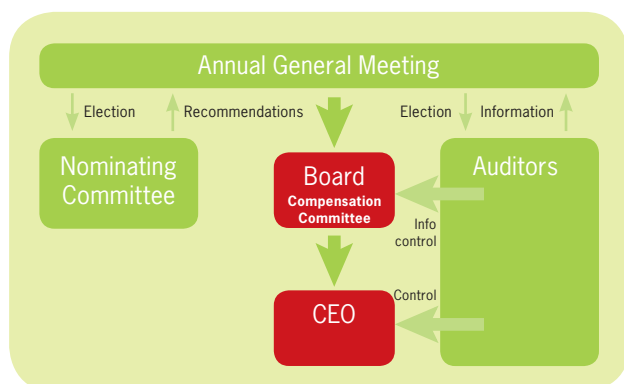 Annual General Meeting
Election
Recommendations
Election
Information
Nominating
Committee
Board
Compensation
Committee
Auditors
Info
control
Control
CEO